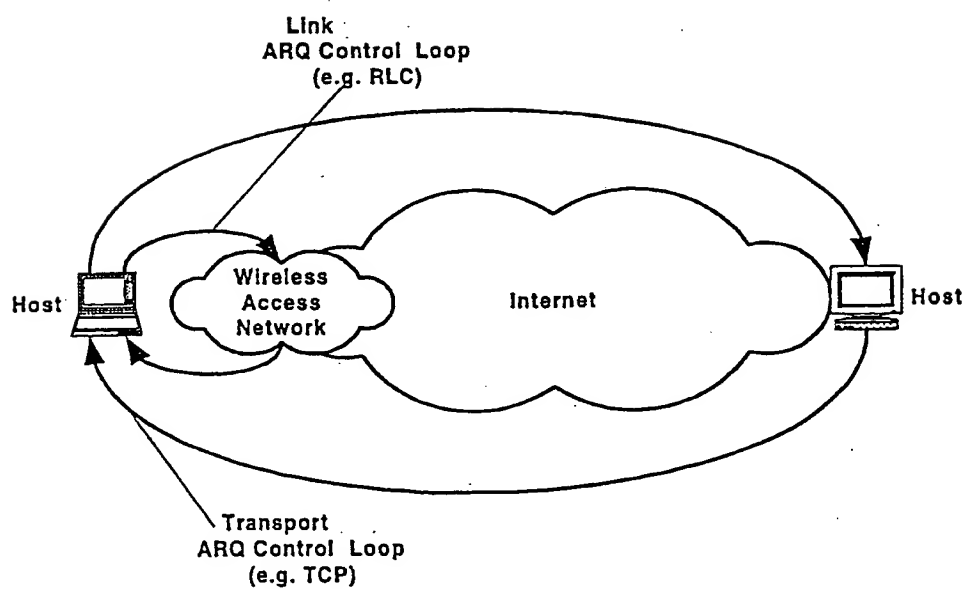 Link
ARQ Control Loop
(e.g. RLC)
Wireless
Access
Network
Internet
Host
Host
Transport
ARQ Control Loop
(e.g. TCP)